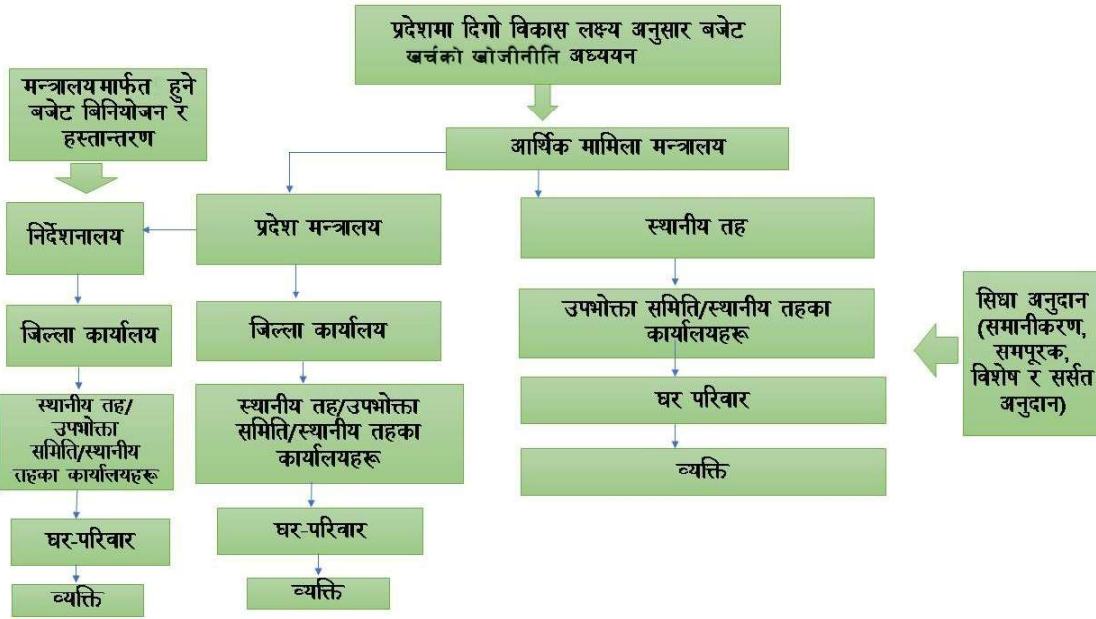 प्रदेशमा दिगो विकास लक्ष्य अनुसार बजेट
खर्चको खोजीनीति अध्ययन
मन्त्रालयमार्फत हुने
बजेट बिनियोजन र
हस्तान्तरण
आर्थिक मामिला मन्त्रालय
निर्देशनालय
प्रदेश मन्त्रालय
स्थानीय तह
जिल्ला कार्यालय
जिल्ला कार्यालय
उपभोक्ता समिति/स्थानीय तहका
कार्यालयहरू
सिधा अनुदान
(समानीकरण,
समपूरक,
विशेष र सर्सत
अनुदान)
स्थानीय तह/
उपभोक्ता
समिति/स्थानीय
तहका कार्यालयहरू
स्थानीय तह/उपभोक्ता
समिति/स्थानीय तहका
कार्यालयहरू
घर परिवार
व्यक्ति
घर-परिवार
घर-परिवार
व्यक्ति
व्यक्ति